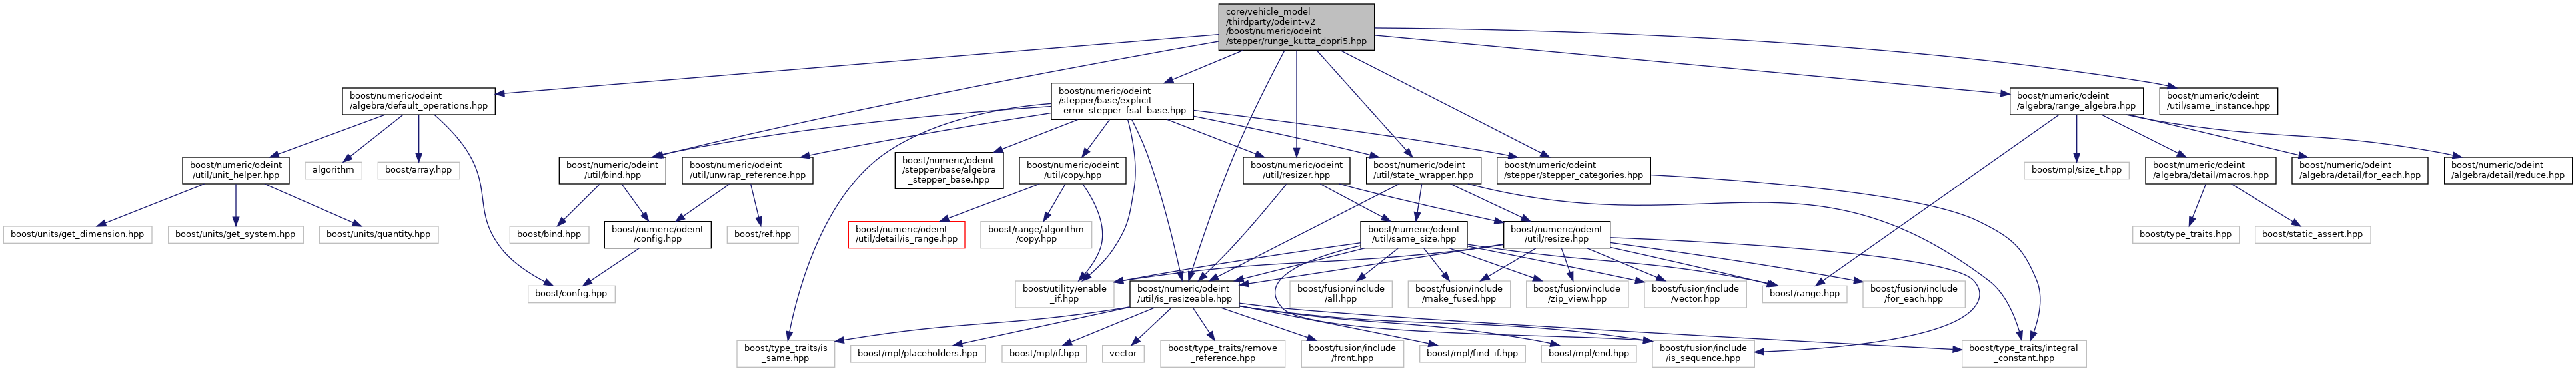 core/vehicle_model
/thirdparty/odeint-v2
/boost/numeric/odeint
/stepper/runge_kutta_dopri5.hpp
boost/numeric/odeint
/algebra/default_operations.hpp
boost/numeric/odeint
/stepper/base/explicit
_error_stepper_fsal_base.hpp
boost/numeric/odeint
/algebra/range_algebra.hpp
boost/numeric/odeint
/util/same_instance.hpp
boost/numeric/odeint
/util/unit_helper.hpp
algorithm
boost/array.hpp
boost/numeric/odeint
/util/bind.hpp
boost/numeric/odeint
/util/unwrap_reference.hpp
boost/numeric/odeint
/stepper/base/algebra
_stepper_base.hpp
boost/numeric/odeint
/util/copy.hpp
boost/numeric/odeint
/util/resizer.hpp
boost/numeric/odeint
/util/state_wrapper.hpp
boost/numeric/odeint
/stepper/stepper_categories.hpp
boost/mpl/size_t.hpp
boost/numeric/odeint
/algebra/detail/macros.hpp
boost/numeric/odeint
/algebra/detail/for_each.hpp
boost/numeric/odeint
/algebra/detail/reduce.hpp
boost/units/get_dimension.hpp
boost/units/get_system.hpp
boost/units/quantity.hpp
boost/bind.hpp
boost/numeric/odeint
/config.hpp
boost/ref.hpp
boost/numeric/odeint
/util/detail/is_range.hpp
boost/range/algorithm
/copy.hpp
boost/numeric/odeint
/util/same_size.hpp
boost/numeric/odeint
/util/resize.hpp
boost/type_traits.hpp
boost/static_assert.hpp
boost/config.hpp
boost/utility/enable
_if.hpp
boost/numeric/odeint
/util/is_resizeable.hpp
boost/fusion/include
/all.hpp
boost/fusion/include
/make_fused.hpp
boost/fusion/include
/zip_view.hpp
boost/fusion/include
/vector.hpp
boost/range.hpp
boost/fusion/include
/for_each.hpp
boost/type_traits/is
_same.hpp
boost/mpl/placeholders.hpp
boost/mpl/if.hpp
vector
boost/type_traits/remove
_reference.hpp
boost/fusion/include
/front.hpp
boost/mpl/find_if.hpp
boost/mpl/end.hpp
boost/fusion/include
/is_sequence.hpp
boost/type_traits/integral
_constant.hpp